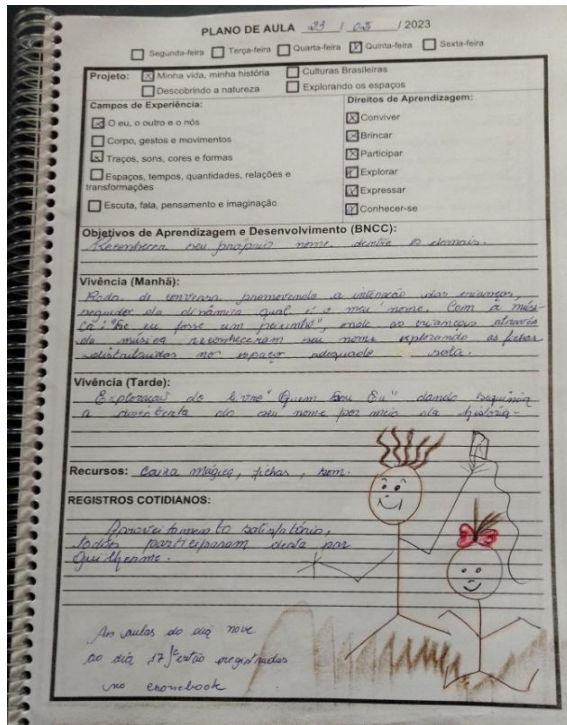 PLANO DE AULA 23 / 02 / 2023
Segunda-feira Terça-feira Quarta-feira Quinta-feira Sexta-feira
Projeto: Minha vida, minha história Culturas Brasileiras
Descobrindo a natureza Explorando os espaços
Campos de Experiência:
O eu, o outro e o nós
Corpo, gestos e movimentos
Traços, sons, cores e formas
Espaços, tempos, quantidades, relações e
transformações
Escuta, fala, pensamento e imaginação
Direitos de Aprendizagem:
Conviver
Brincar
Participar
Explorar
Expressar
Conhecer-se
Objetivos de Aprendizagem e Desenvolvimento (BNCC):
Reconhecer seu próprio nome dentre os demais.
Vivência (Manhã):
Roda de conversa, promovendo a interação das crianças,
seguido da dinâmica qual é o meu nome. Com a músi-
ca: "Se eu fosse um peixinho", onde as crianças através
da música reconheceram seu nome explorando as fichas
distribuídas no espaço adequado sala.
Vivência (Tarde):
Exploração do livro "Quem Sou Eu" dando sequência
a descoberta do seu nome por meio da história.
Recursos: Caixa mágica, fichas, som.
REGISTROS COTIDIANOS:
Aproveitamento satisfatório,
todos participaram por
Guilherme.
As aulas do dia nove
ao dia 17 estão registradas
no